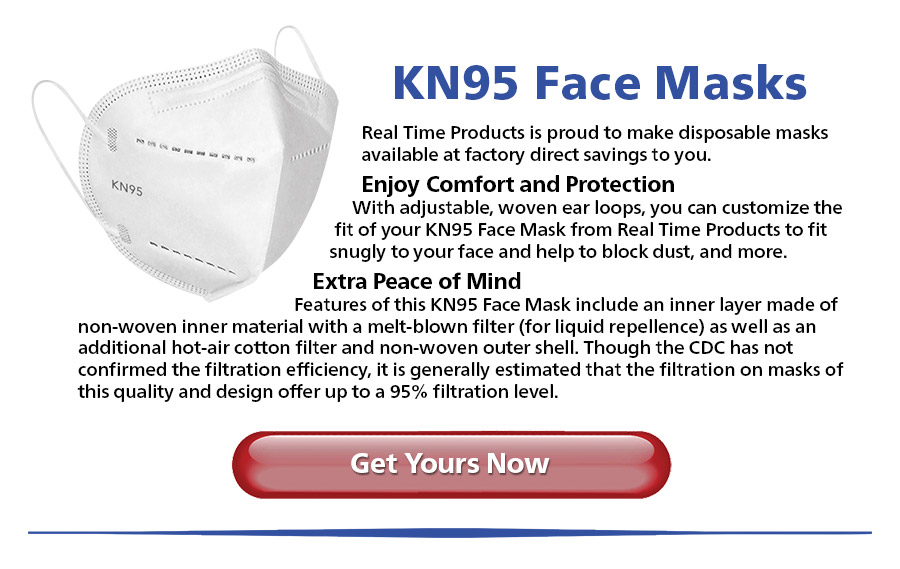 KN95 Face Masks
Real Time Products is proud to make disposable masks
available at factory direct savings to you.
Enjoy Comfort and Protection
With adjustable, woven ear loops, you can customize the
fit of your KN95 Face Mask from Real Time Products to fit
snugly to your face and help to block dust, and more.
KN95
Extra Peace of Mind
Features of this KN95 Face Mask include an inner layer made of
non-woven inner material with a melt-blown filter (for liquid repellence) as well as an
additional hot-air cotton filter and non-woven outer shell. Though the CDC has not
confirmed the filtration efficiency, it is generally estimated that the filtration on masks of
this quality and design offer up to a 95% filtration level.
Get Yours Now